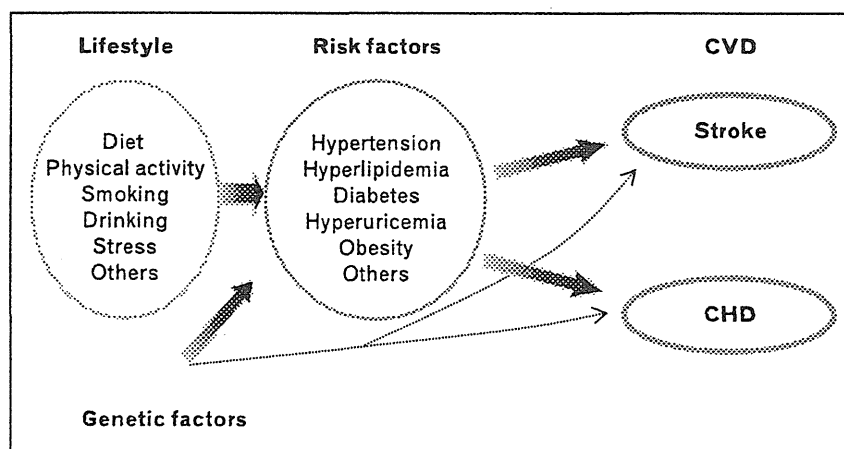 Lifestyle
Diet
Physical activity
Smoking
Drinking
Stress
Others
Risk factors
Hypertension
Hyperlipidemia
Diabetes
Hyperuricemia
Obesity
Others
CVD
Stroke
CHD
Genetic factors